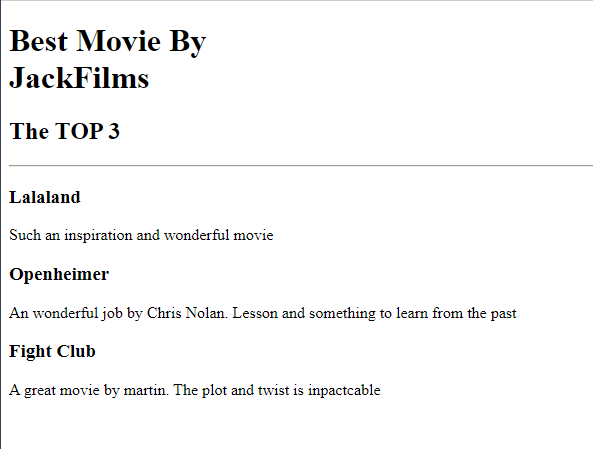 Best Movie By
JackFilms
The TOP 3
Lalaland
Such an inspiration and wonderful movie
Openheimer
An wonderful job by Chris Nolan. Lesson and something to learn from the past
Fight Club
A great movie by martin. The plot and twist is inpactcable